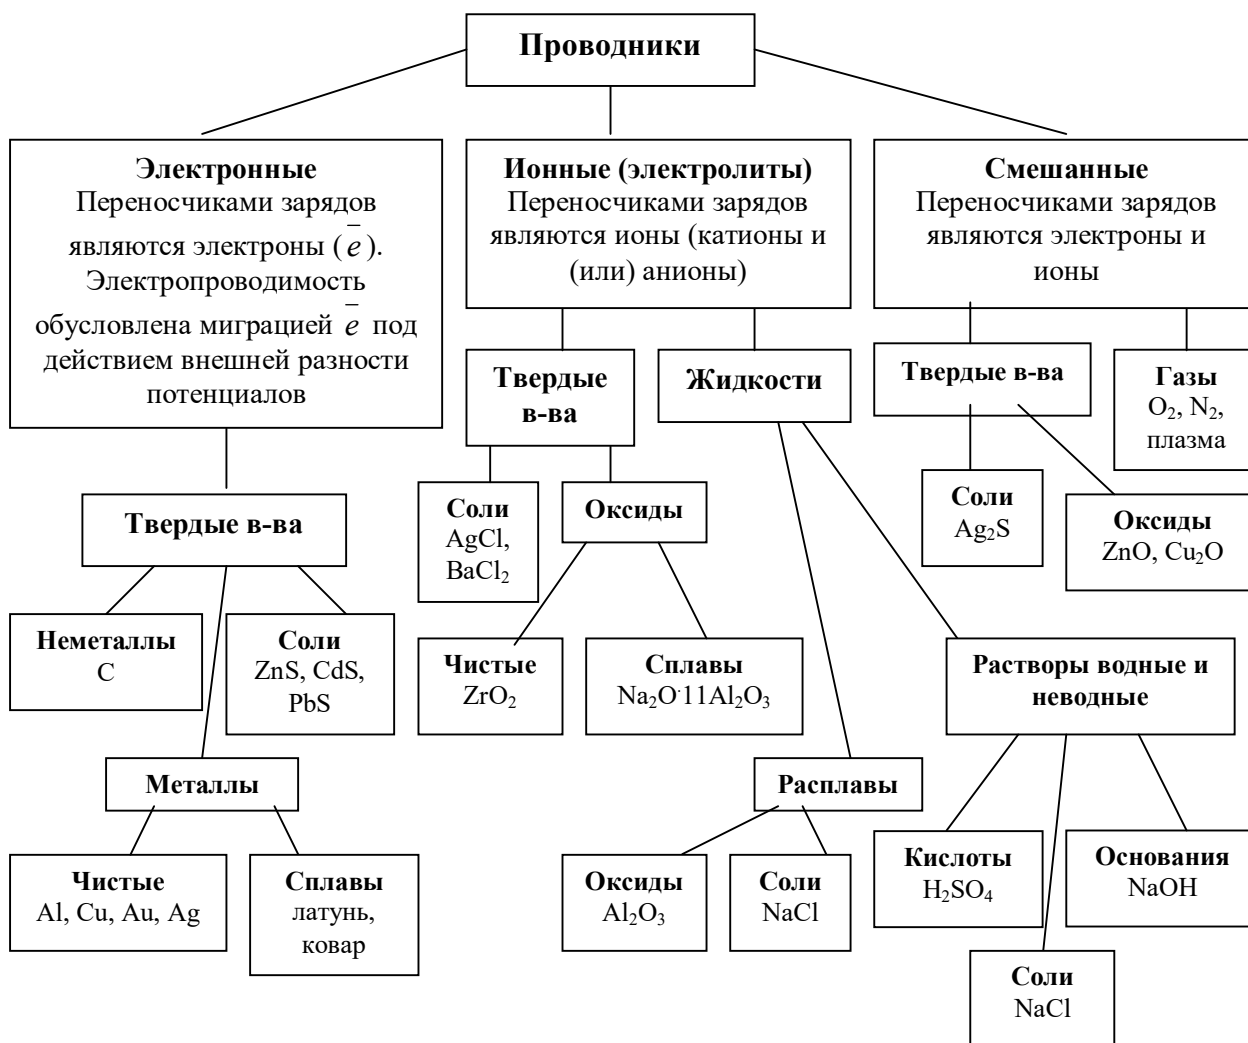 Проводники
Электронные
Переносчиками зарядов
являются электроны (e̅).
Электропроводимость
обусловлена миграцией e̅ под
действием внешней разности
потенциалов
Ионные (электролиты)
Переносчиками зарядов
являются ионы (катионы и
(или) анионы)
Смешанные
Переносчиками зарядов
являются электроны и
ионы
Твердые
в-ва
Жидкости
Твердые в-ва
Газы
O₂, N₂,
плазма
Твердые в-ва
Соли
AgCl,
BaCl₂
Оксиды
Соли
Ag₂S
Оксиды
ZnO, Cu₂O
Неметаллы
C
Соли
ZnS, CdS,
PbS
Чистые
ZrO₂
Сплавы
Na₂O·11Al₂O₃
Растворы водные и
неводные
Металлы
Расплавы
Чистые
Al, Cu, Au, Ag
Сплавы
латунь,
ковар
Оксиды
Al₂O₃
Соли
NaCl
Кислоты
H₂SO₄
Основания
NaOH
Соли
NaCl